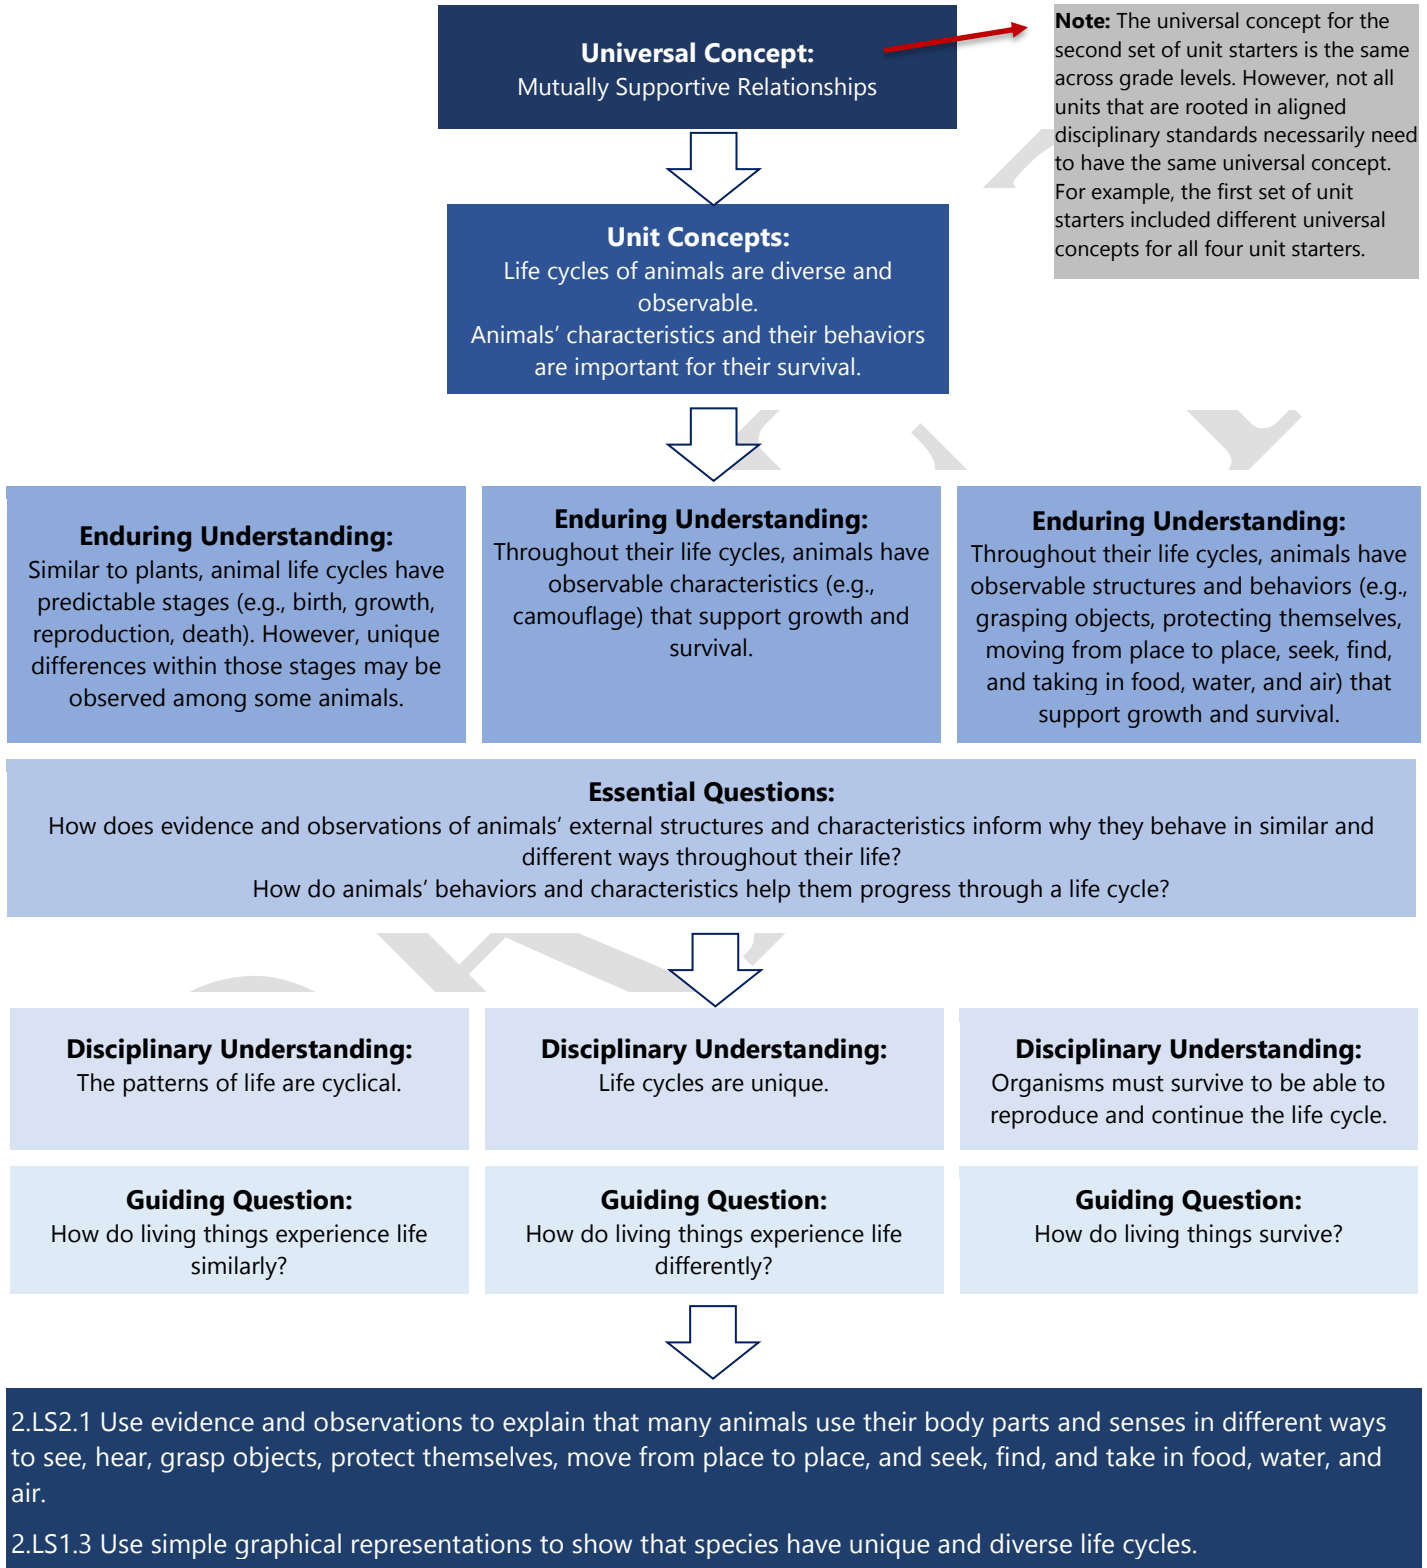 Universal Concept:
Mutually Supportive Relationships
Note: The universal concept for the
second set of unit starters is the same
across grade levels. However, not all
units that are rooted in aligned
disciplinary standards necessarily need
to have the same universal concept.
For example, the first set of unit
starters included different universal
concepts for all four unit starters.
Unit Concepts:
Life cycles of animals are diverse and
observable.
Animals’ characteristics and their behaviors
are important for their survival.
Enduring Understanding:
Similar to plants, animal life cycles have
predictable stages (e.g., birth, growth,
reproduction, death). However, unique
differences within those stages may be
observed among some animals.
Enduring Understanding:
Throughout their life cycles, animals have
observable characteristics (e.g.,
camouflage) that support growth and
survival.
Enduring Understanding:
Throughout their life cycles, animals have
observable structures and behaviors (e.g.,
grasping objects, protecting themselves,
moving from place to place, seek, find,
and taking in food, water, and air) that
support growth and survival.
Essential Questions:
How does evidence and observations of animals’ external structures and characteristics inform why they behave in similar and
different ways throughout their life?
How do animals’ behaviors and characteristics help them progress through a life cycle?
Disciplinary Understanding:
The patterns of life are cyclical.
Disciplinary Understanding:
Life cycles are unique.
Disciplinary Understanding:
Organisms must survive to be able to
reproduce and continue the life cycle.
Guiding Question:
How do living things experience life
similarly?
Guiding Question:
How do living things experience life
differently?
Guiding Question:
How do living things survive?
2.LS2.1 Use evidence and observations to explain that many animals use their body parts and senses in different ways
to see, hear, grasp objects, protect themselves, move from place to place, and seek, find, and take in food, water, and
air.
2.LS1.3 Use simple graphical representations to show that species have unique and diverse life cycles.